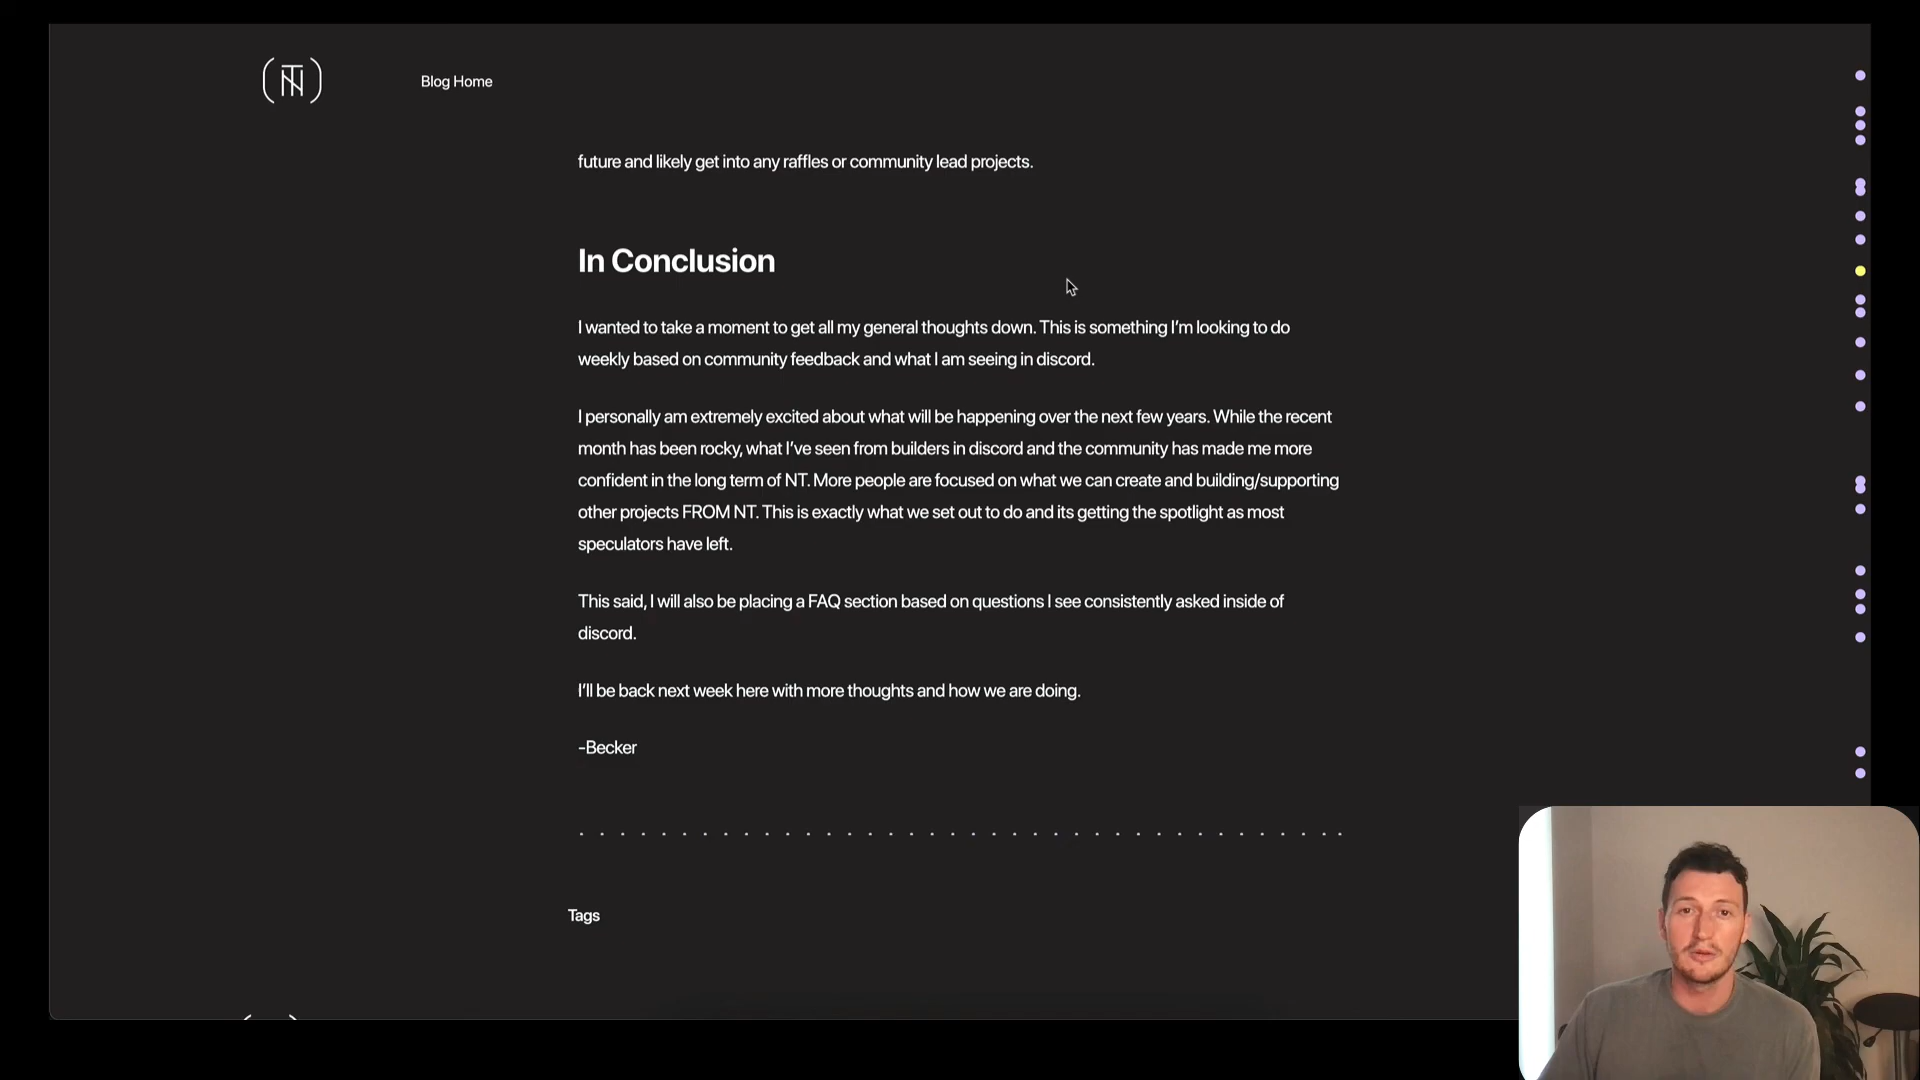 Blog Home
future and likely get into any raffles or community lead projects.
In Conclusion
I wanted to take a moment to get all my general thoughts down. This is something I’m looking to do
weekly based on community feedback and what I am seeing in discord.
I personally am extremely excited about what will be happening over the next few years. While the recent
month has been rocky, what I’ve seen from builders in discord and the community has made me more
confident in the long term of NT. More people are focused on what we can create and building/supporting
other projects FROM NT. This is exactly what we set out to do and its getting the spotlight as most
speculators have left.
This said, I will also be placing a FAQ section based on questions I see consistently asked inside of
discord.
I’ll be back next week here with more thoughts and how we are doing.
-Becker
Tags